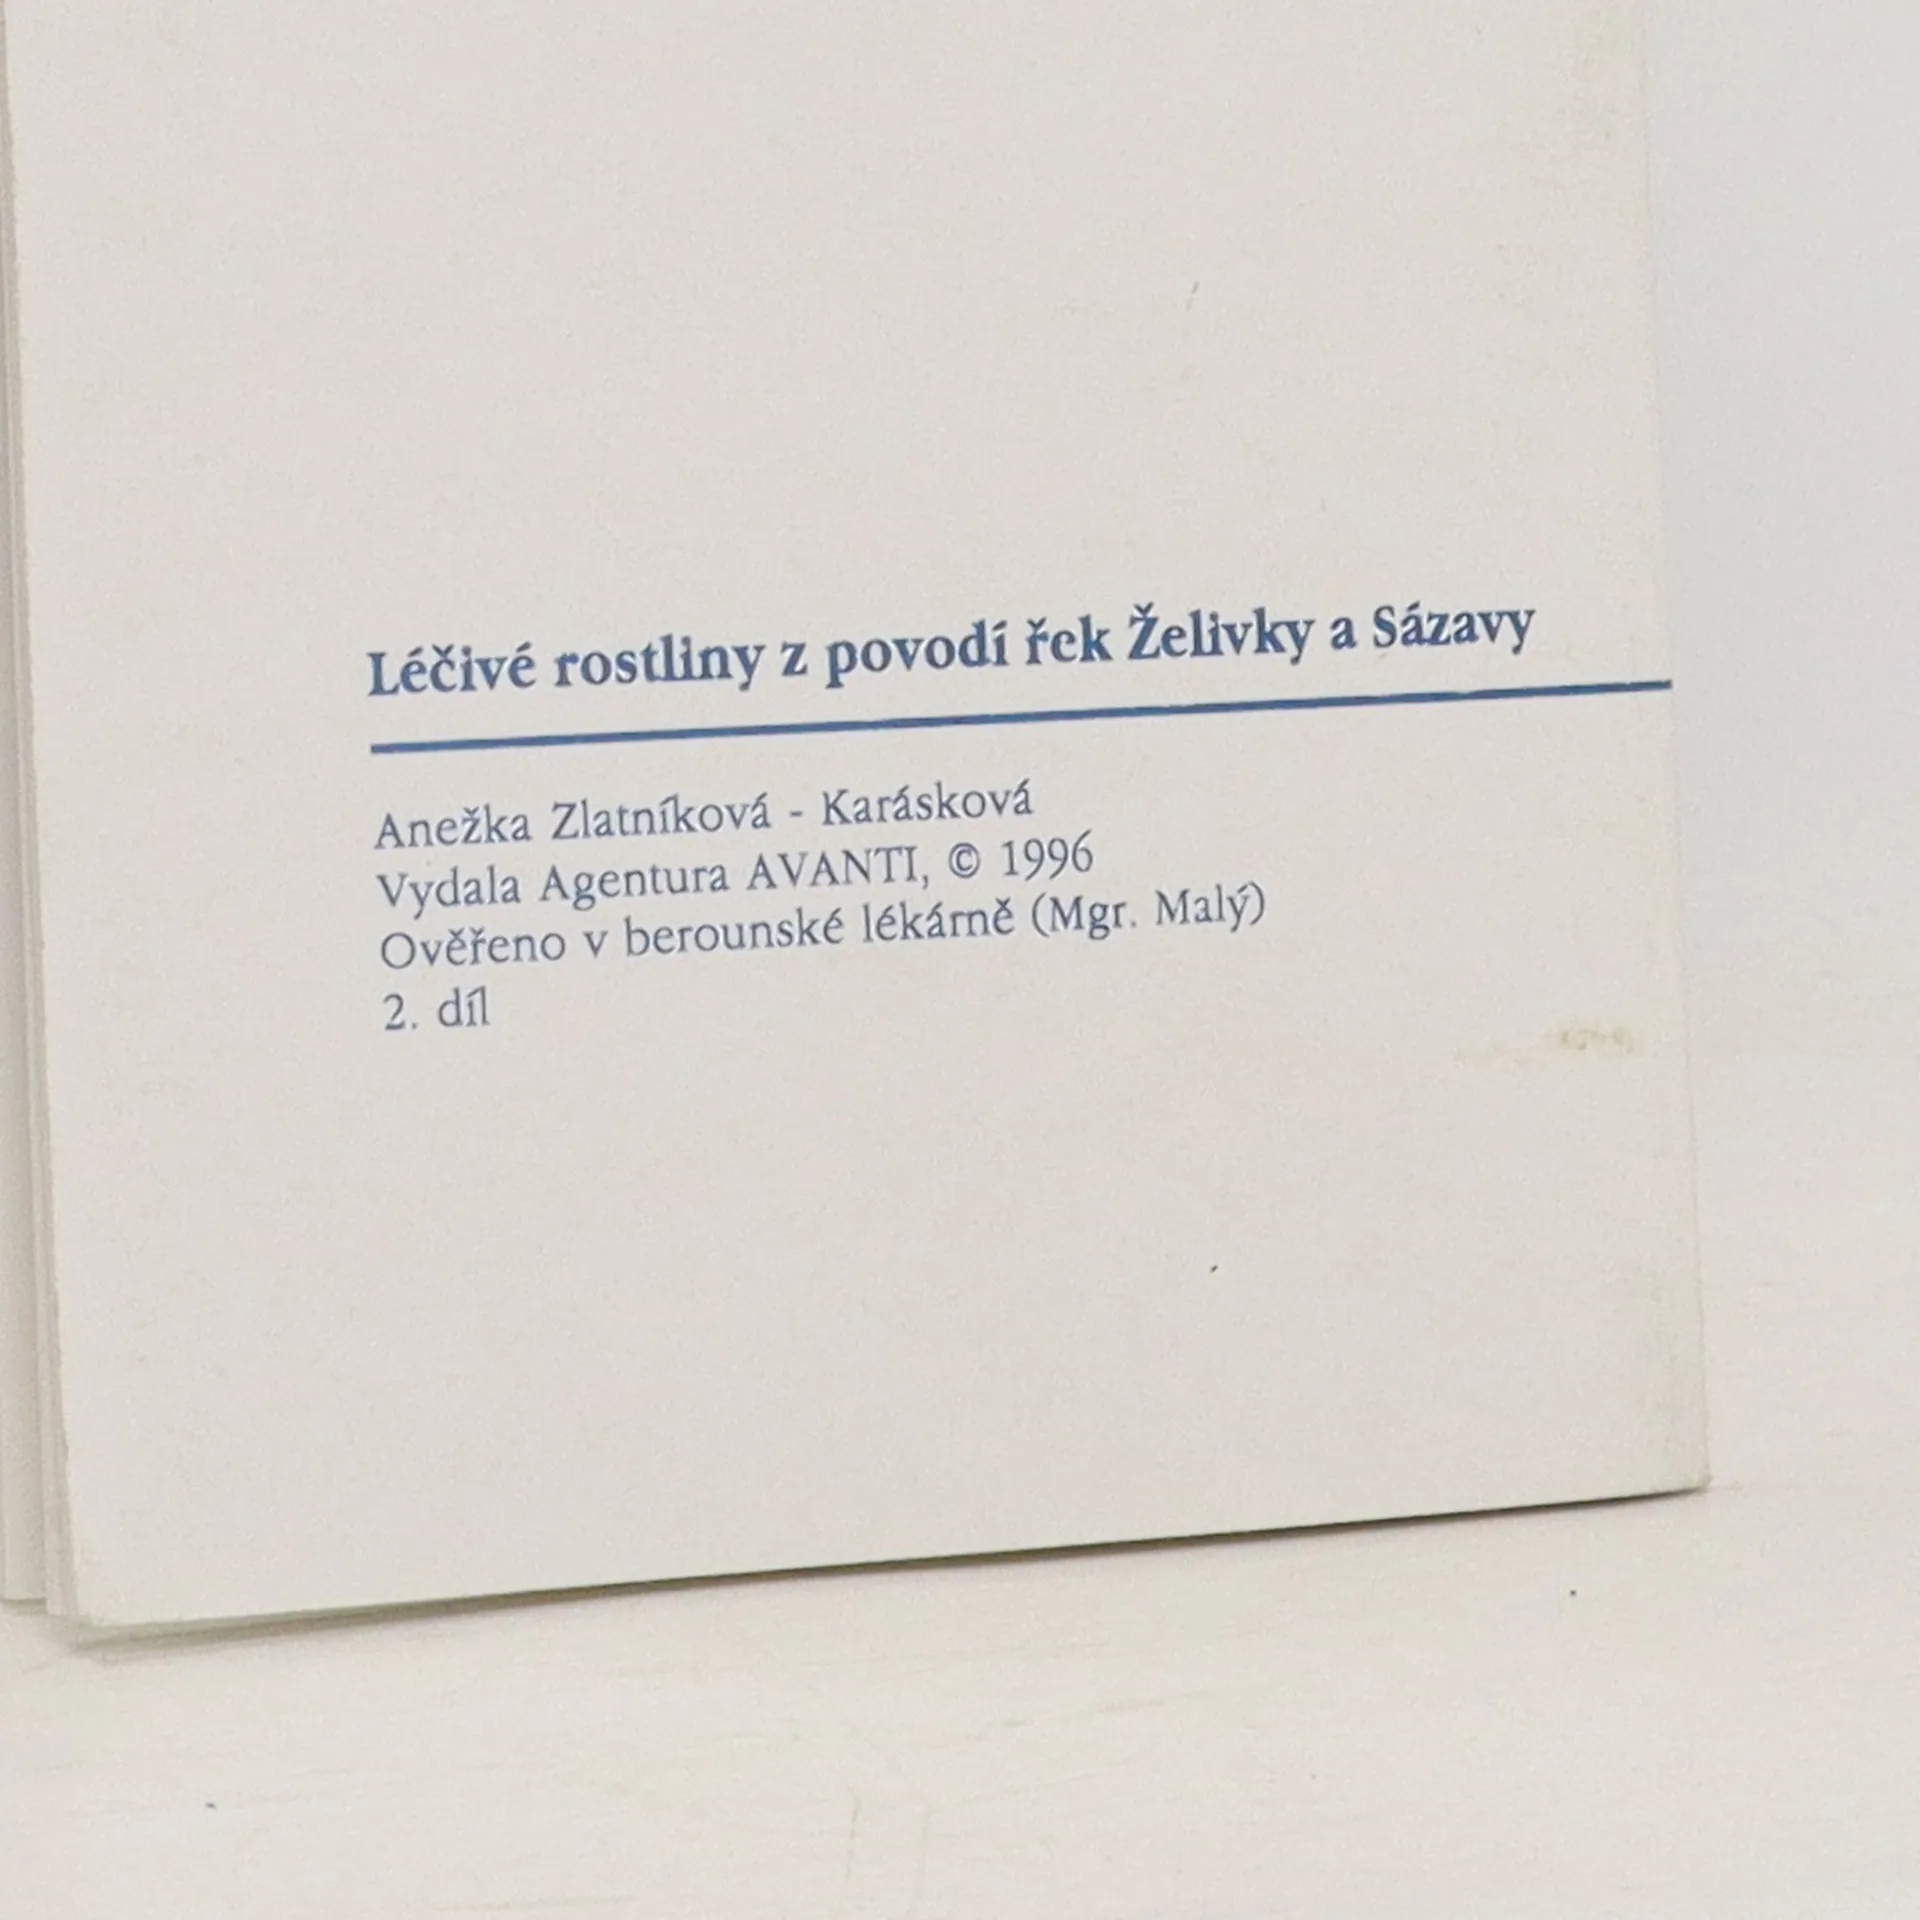 Léčivé rostliny z povodí řek Želivky a Sázavy
Anežka Zlatníková - Karásková
Vydala Agentura AVANTI, © 1996
Ověřeno v berounské lékárně (Mgr. Malý)
2. díl